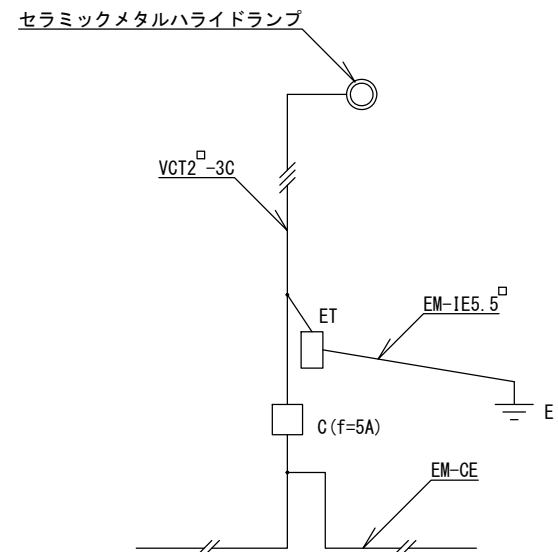 セラミックメタルハライドランプ
VCT2□-3C
EM-IE5.5□
ET
E
C(f=5A)
EM-CE